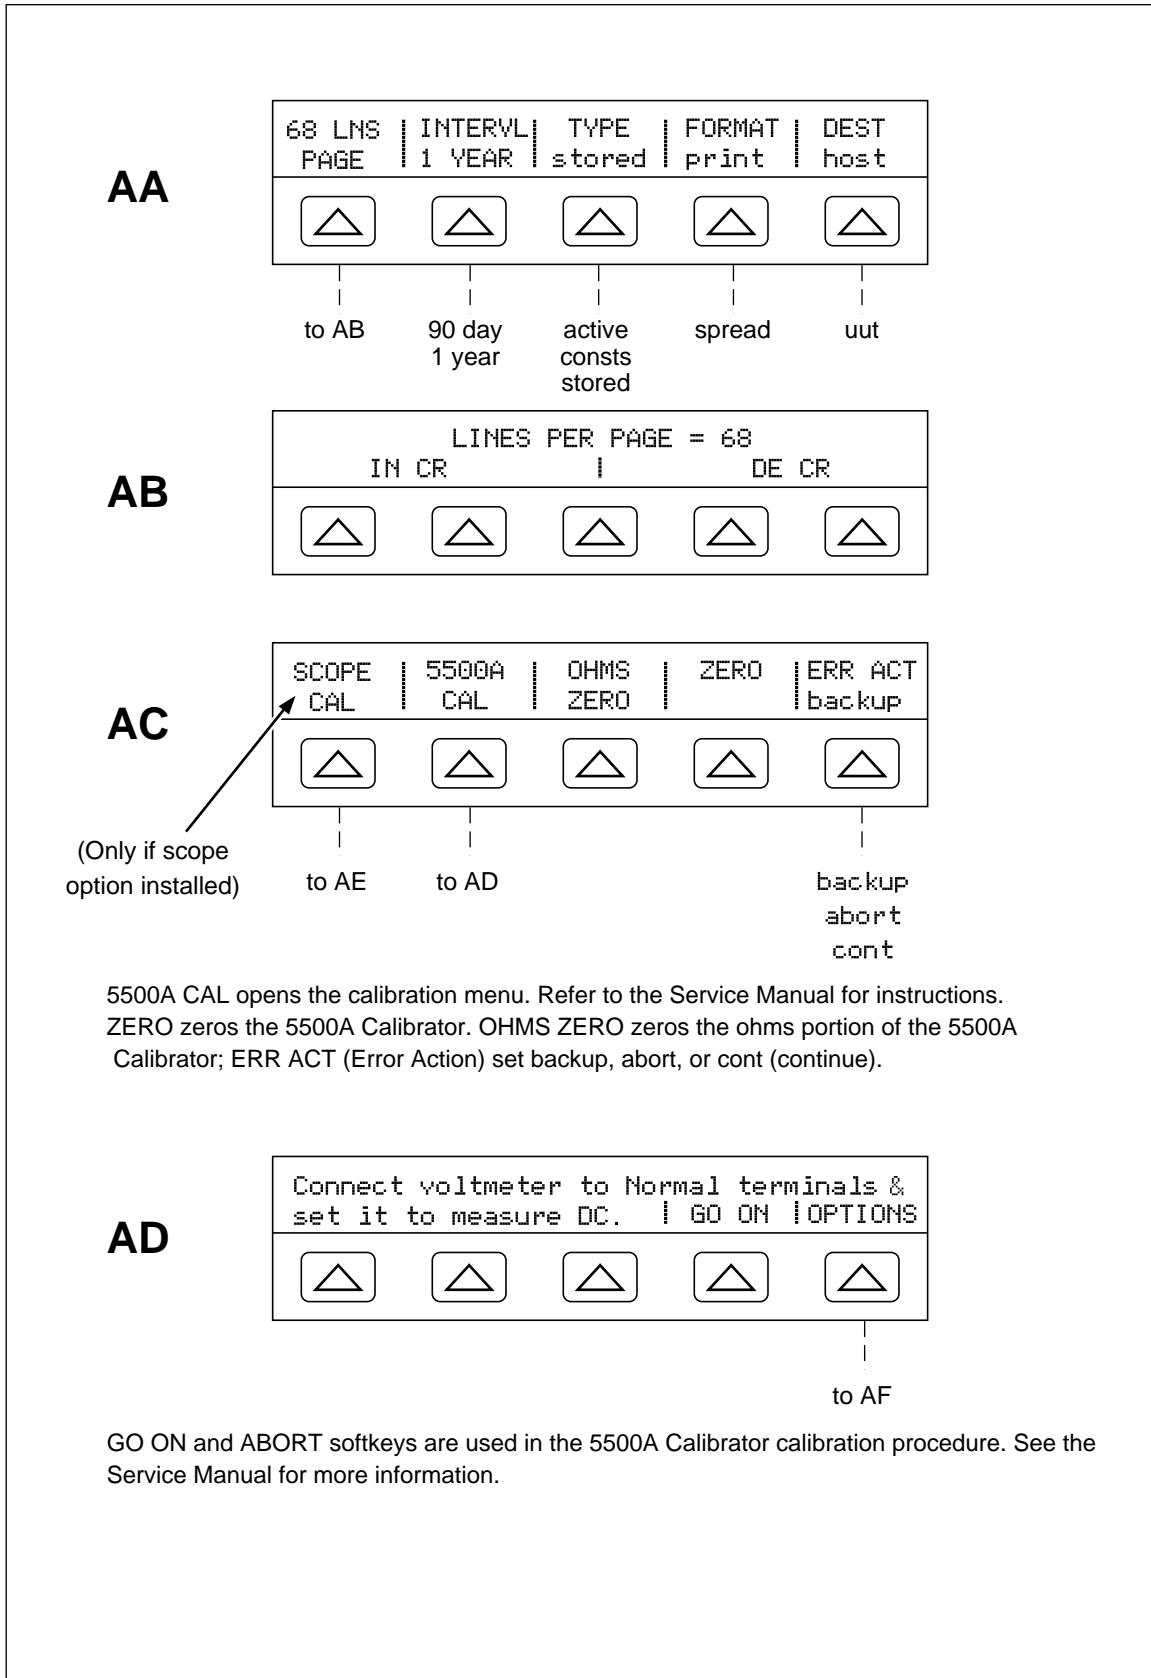 AA
68 LNS | INTERVL | TYPE | FORMAT | DEST
PAGE | 1 YEAR | stored | print | host
to AB
90 day
1 year
active
consts
stored
spread
uut
AB
LINES PER PAGE = 68
IN CR | DE CR
AC
SCOPE | 5500A | OHMS | ZERO | ERR ACT
CAL | CAL | ZERO | | backup
(Only if scope
option installed)
to AE
to AD
backup
abort
cont
5500A CAL opens the calibration menu. Refer to the Service Manual for instructions.
ZERO zeros the 5500A Calibrator. OHMS ZERO zeros the ohms portion of the 5500A
Calibrator; ERR ACT (Error Action) set backup, abort, or cont (continue).
AD
Connect voltmeter to Normal terminals &
set it to measure DC. | GO ON | OPTIONS
to AF
GO ON and ABORT softkeys are used in the 5500A Calibrator calibration procedure. See the
Service Manual for more information.